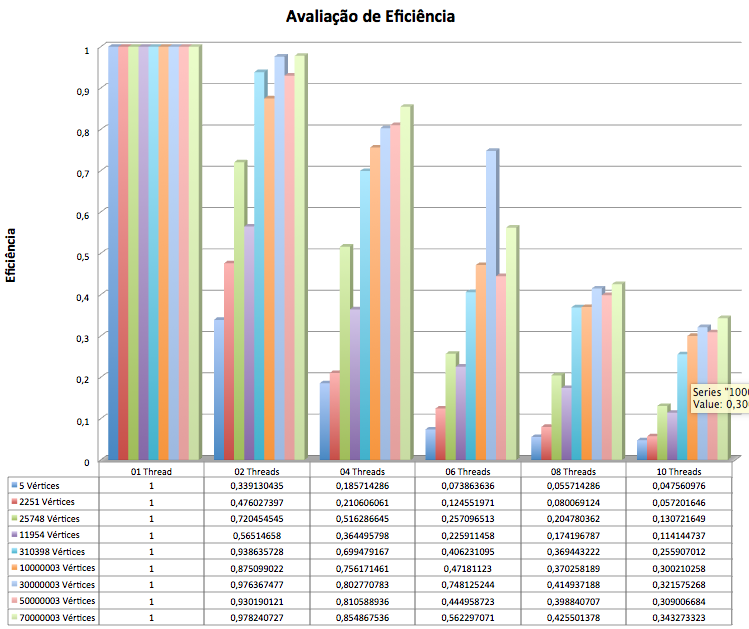 Avaliação de Eficiência
Eficiência
1
0,9
0,8
0,7
0,6
0,5
0,4
0,3
0,2
0,1
0
Series "1000
Value: 0,30
01 Thread 02 Threads 04 Threads 06 Threads 08 Threads 10 Threads
5 Vértices 1 0,339130435 0,185714286 0,073863636 0,055714286 0,047560976
2251 Vértices 1 0,476027397 0,210606061 0,124551971 0,080069124 0,057201646
25748 Vértices 1 0,720454545 0,516286645 0,257096513 0,204780362 0,130721649
11954 Vértices 1 0,56514658 0,364495798 0,225911458 0,174196787 0,114144737
310398 Vértices 1 0,938635728 0,699479167 0,406231095 0,369443222 0,255907012
10000003 Vértices 1 0,875099022 0,756171461 0,47181123 0,370258189 0,300210258
30000003 Vértices 1 0,976367477 0,802770783 0,748125244 0,414937188 0,321575268
50000003 Vértices 1 0,930190121 0,810588936 0,444958723 0,398840707 0,309006684
70000003 Vértices 1 0,978240727 0,854867536 0,562297071 0,425501378 0,343273323